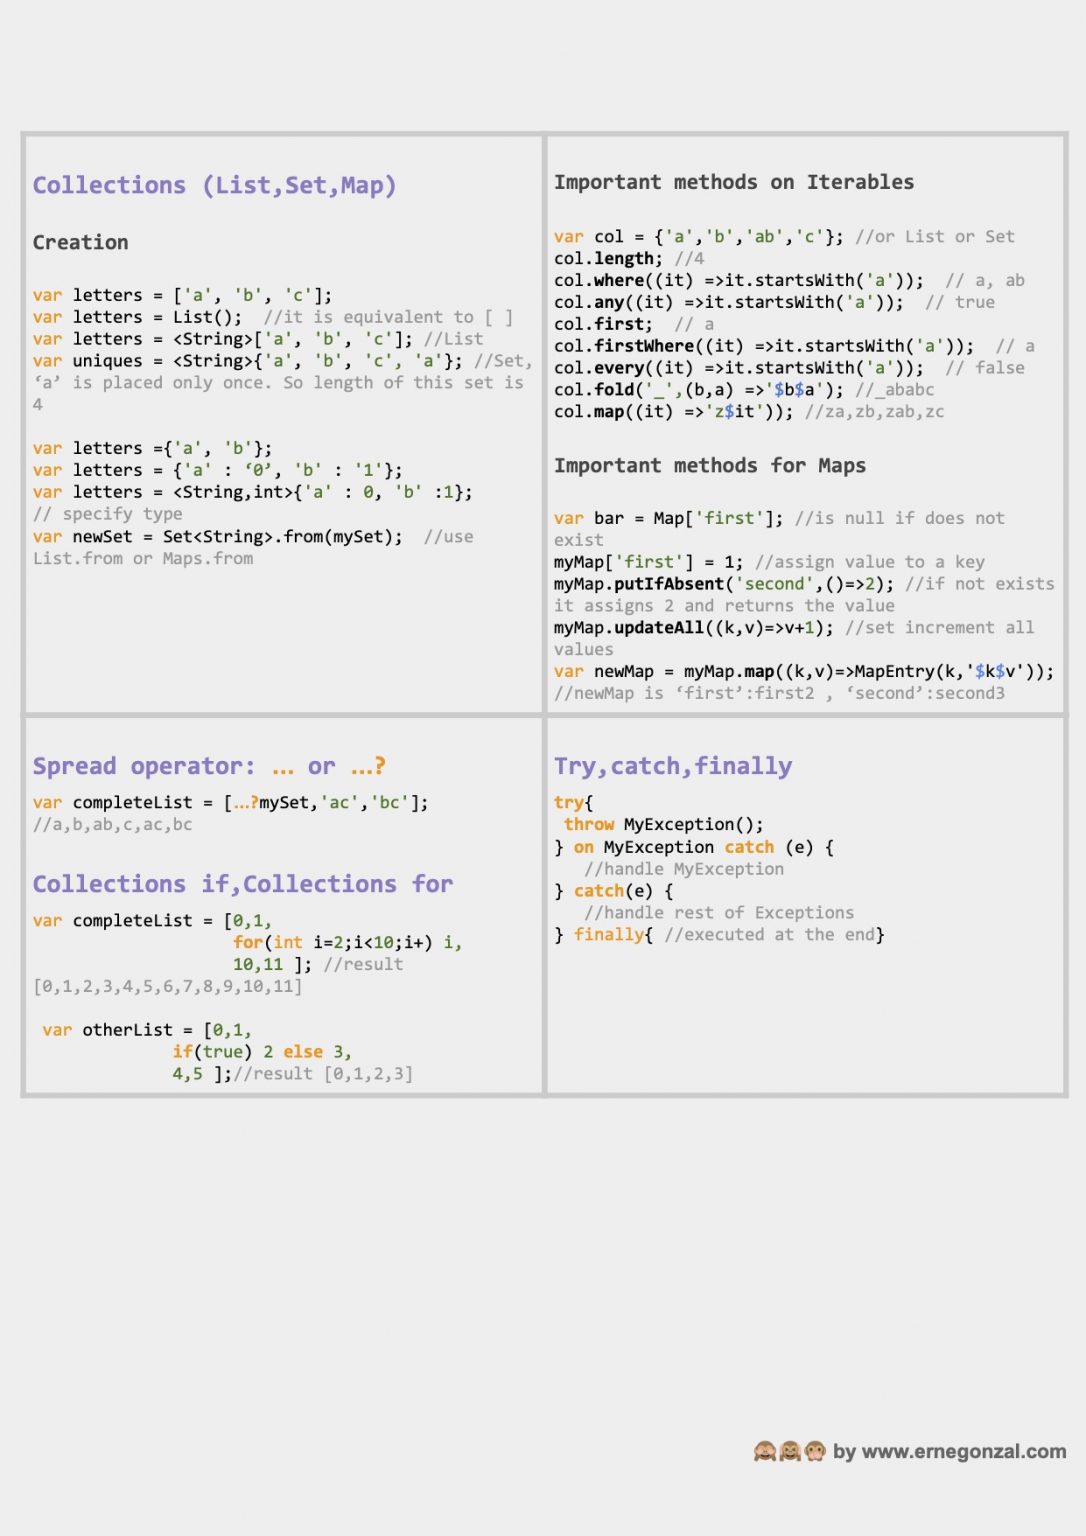 Collections (List,Set,Map)
Creation
var letters = ['a', 'b', 'c'];
var letters = List();  //it is equivalent to [ ]
var letters = <String>['a', 'b', 'c']; //List
var uniques = <String>{'a', 'b', 'c', 'a'}; //Set,
‘a’ is placed only once. So length of this set is
4
var letters ={'a', 'b'};
var letters = {'a' : ‘0’, 'b' : '1'};
var letters = <String,int>{'a' : 0, 'b' :1};
// specify type
var newSet = Set<String>.from(mySet);  //use
List.from or Maps.from
Important methods on Iterables
var col = {'a','b','ab','c'}; //or List or Set
col.length; //4
col.where((it) =>it.startsWith('a'));  // a, ab
col.any((it) =>it.startsWith('a'));  // true
col.first;  // a
col.firstWhere((it) =>it.startsWith('a'));  // a
col.every((it) =>it.startsWith('a'));  // false
col.fold('_',(b,a) =>'$b$a'); //_ababc
col.map((it) =>'z$it')); //za,zb,zab,zc
Important methods for Maps
var bar = Map['first']; //is null if does not
exist
myMap['first'] = 1; //assign value to a key
myMap.putIfAbsent('second',()=>2); //if not exists
it assigns 2 and returns the value
myMap.updateAll((k,v)=>v+1); //set increment all
values
var newMap = myMap.map((k,v)=>MapEntry(k,'$k$v'));
//newMap is ‘first’:first2 , ‘second’:second3
Spread operator: ... or ...?
var completeList = [...?mySet,'ac','bc'];
//a,b,ab,c,ac,bc
Collections if,Collections for
var completeList = [0,1,
for(int i=2;i<10;i+) i,
10,11 ]; //result
[0,1,2,3,4,5,6,7,8,9,10,11]
var otherList = [0,1,
if(true) 2 else 3,
4,5 ];//result [0,1,2,3]
Try,catch,finally
try{
throw MyException();
} on MyException catch (e) {
//handle MyException
} catch(e) {
//handle rest of Exceptions
} finally{ //executed at the end}
🙈🙉🙊 by www.ernegonzal.com